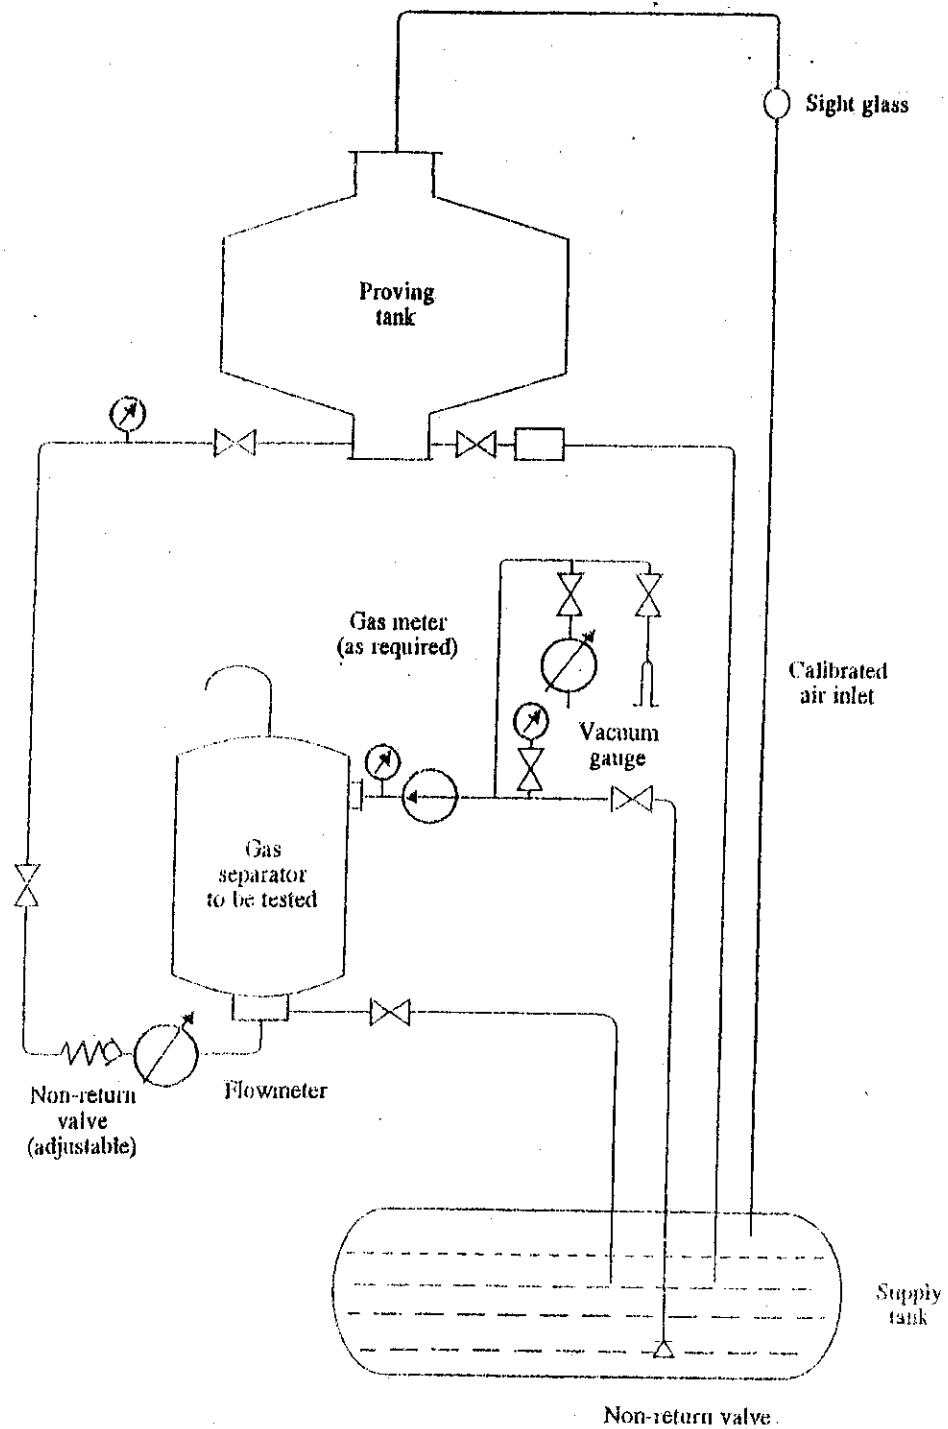 Sight glass
Proving
tank
Gas meter
(as required)
Calibrated
air inlet
Vacuum
gauge
Gas
separator
to be tested
Non-return
valve
(adjustable)
Flowmeter
Supply
tank
Non-return valve